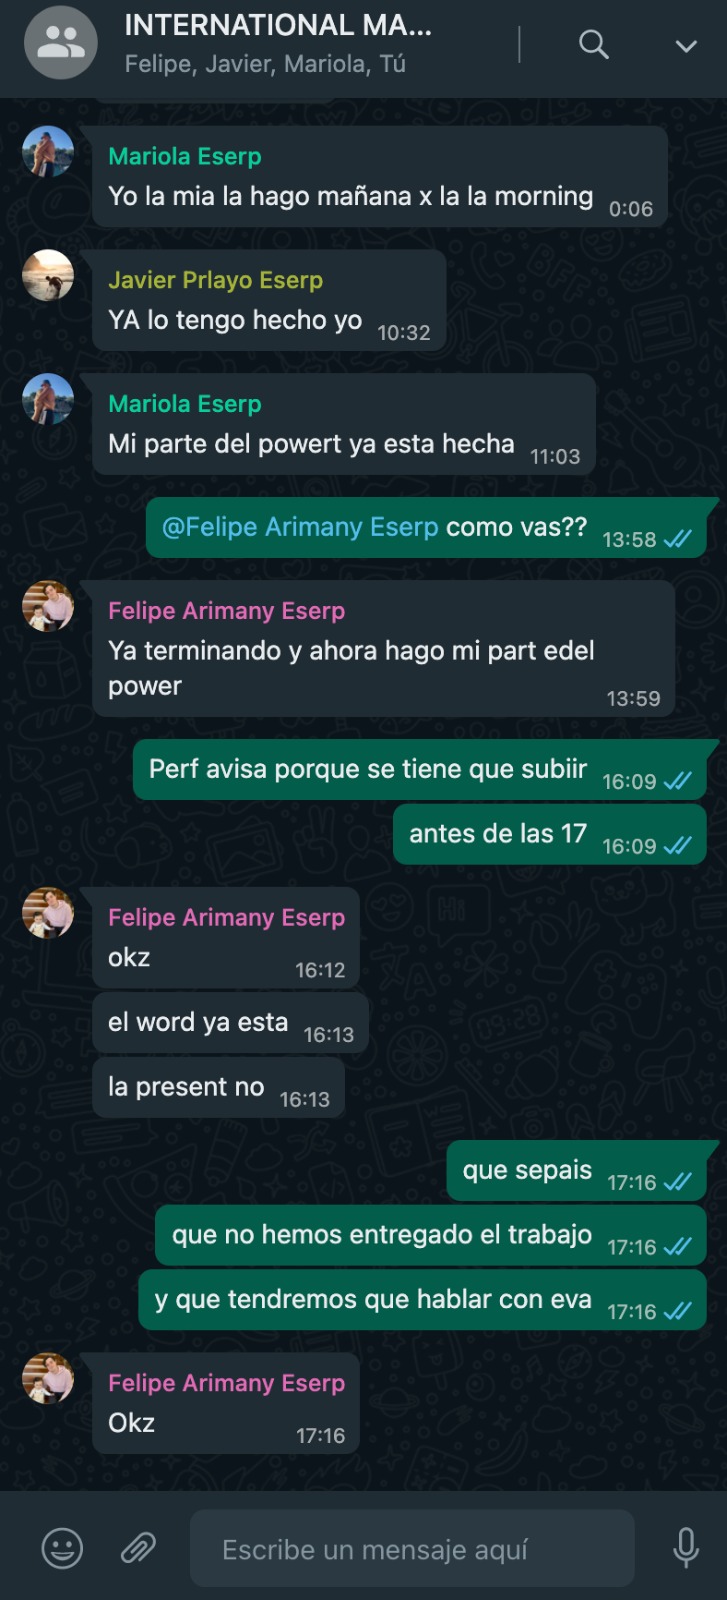 INTERNATIONAL MA...
Felipe, Javier, Mariola, Tú
Mariola Eserp
Yo la mia la hago mañana x la la morning 0:06
Javier Prlayo Eserp
YA lo tengo hecho yo 10:32
Mariola Eserp
Mi parte del powert ya esta hecha 11:03
@Felipe Arimany Eserp como vas?? 13:58
Felipe Arimany Eserp
Ya terminando y ahora hago mi part edel
power 13:59
Perf avisa porque se tiene que subiir 16:09
antes de las 17 16:09
Felipe Arimany Eserp
okz 16:12
el word ya esta 16:13
la present no 16:13
que sepais 17:16
que no hemos entregado el trabajo 17:16
y que tendremos que hablar con eva 17:16
Felipe Arimany Eserp
Okz 17:16
Escribe un mensaje aquí